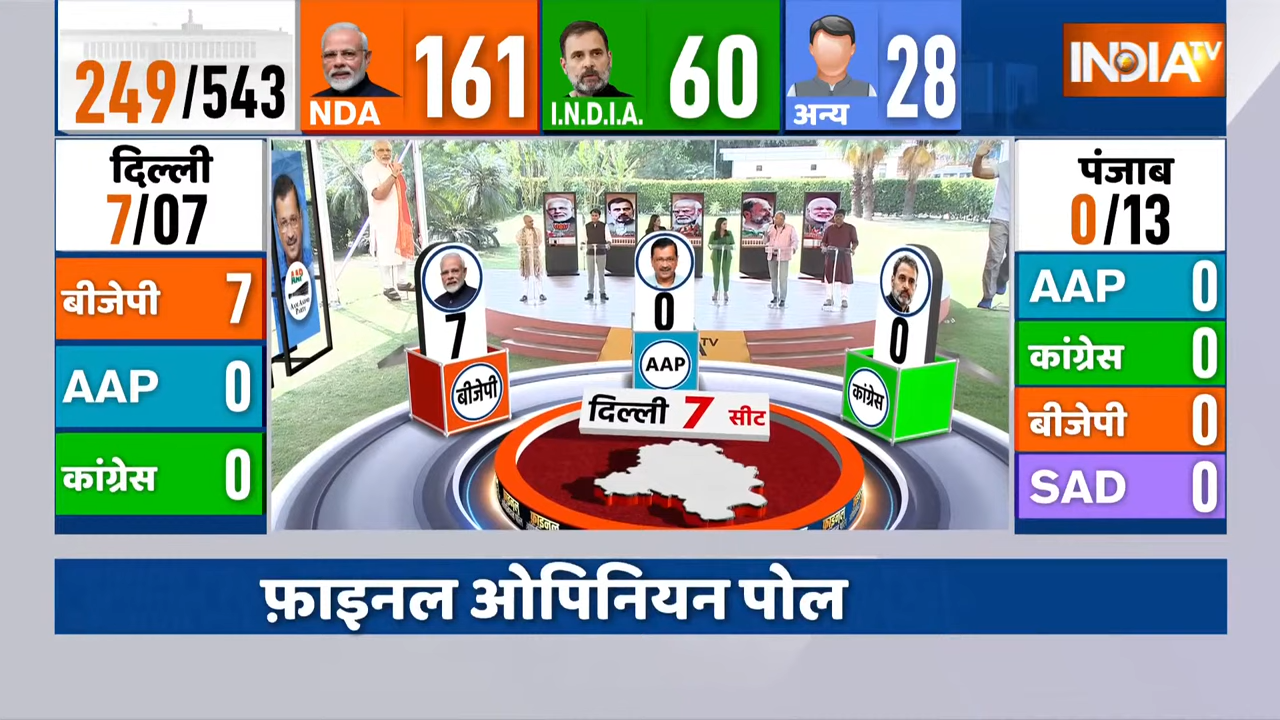 249/543
NDA 161
I.N.D.I.A. 60
अन्य 28
INDIA TV
दिल्ली
7/07
बीजेपी 7
AAP 0
कांग्रेस 0
7
बीजेपी
0
AAP
0
कांग्रेस
दिल्ली 7 सीट
फ़ाइनल
पंजाब
0/13
AAP 0
कांग्रेस 0
बीजेपी 0
SAD 0
फ़ाइनल ओपिनियन पोल